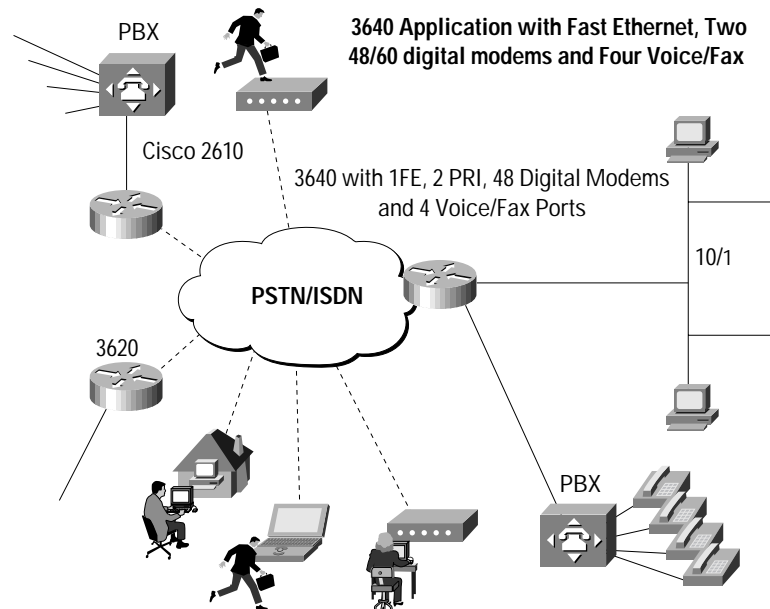 PBX
3640 Application with Fast Ethernet, Two
48/60 digital modems and Four Voice/Fax
Cisco 2610
3640 with 1FE, 2 PRI, 48 Digital Modems
and 4 Voice/Fax Ports
10/1
PSTN/ISDN
3620
PBX